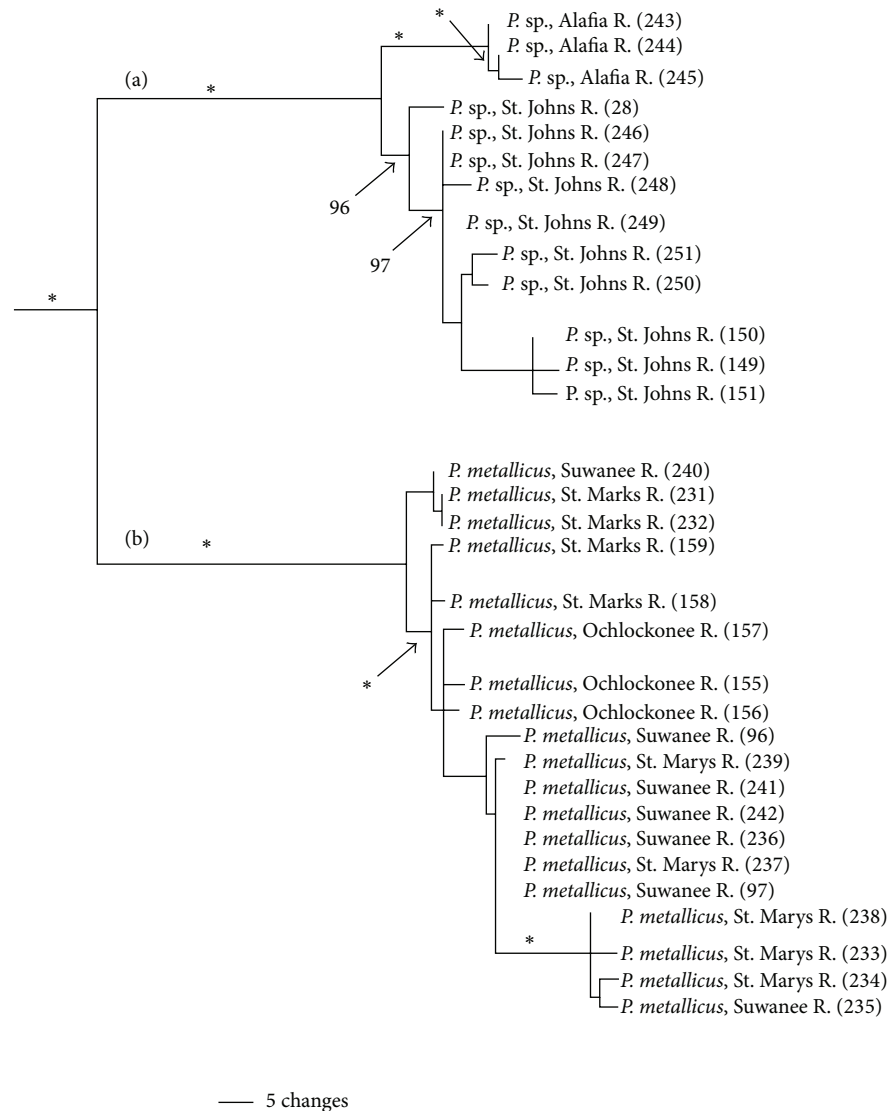 *
P. sp., Alafia R. (243)
*
P. sp., Alafia R. (244)
(a)
P. sp., Alafia R. (245)
*
P. sp., St. Johns R. (28)
P. sp., St. Johns R. (246)
P. sp., St. Johns R. (247)
P. sp., St. Johns R. (248)
96
P. sp., St. Johns R. (249)
97
P. sp., St. Johns R. (251)
P. sp., St. Johns R. (250)
*
P. sp., St. Johns R. (150)
P. sp., St. Johns R. (149)
P. sp., St. Johns R. (151)
P. metallicus, Suwanee R. (240)
P. metallicus, St. Marks R. (231)
P. metallicus, St. Marks R. (232)
(b)
*
P. metallicus, St. Marks R. (159)
P. metallicus, St. Marks R. (158)
P. metallicus, Ochlockonee R. (157)
*
P. metallicus, Ochlockonee R. (155)
P. metallicus, Ochlockonee R. (156)
P. metallicus, Suwanee R. (96)
P. metallicus, St. Marys R. (239)
P. metallicus, Suwanee R. (241)
P. metallicus, Suwanee R. (242)
P. metallicus, Suwanee R. (236)
P. metallicus, St. Marys R. (237)
P. metallicus, Suwanee R. (97)
P. metallicus, St. Marys R. (238)
*
P. metallicus, St. Marys R. (233)
P. metallicus, St. Marys R. (234)
P. metallicus, Suwanee R. (235)
5 changes